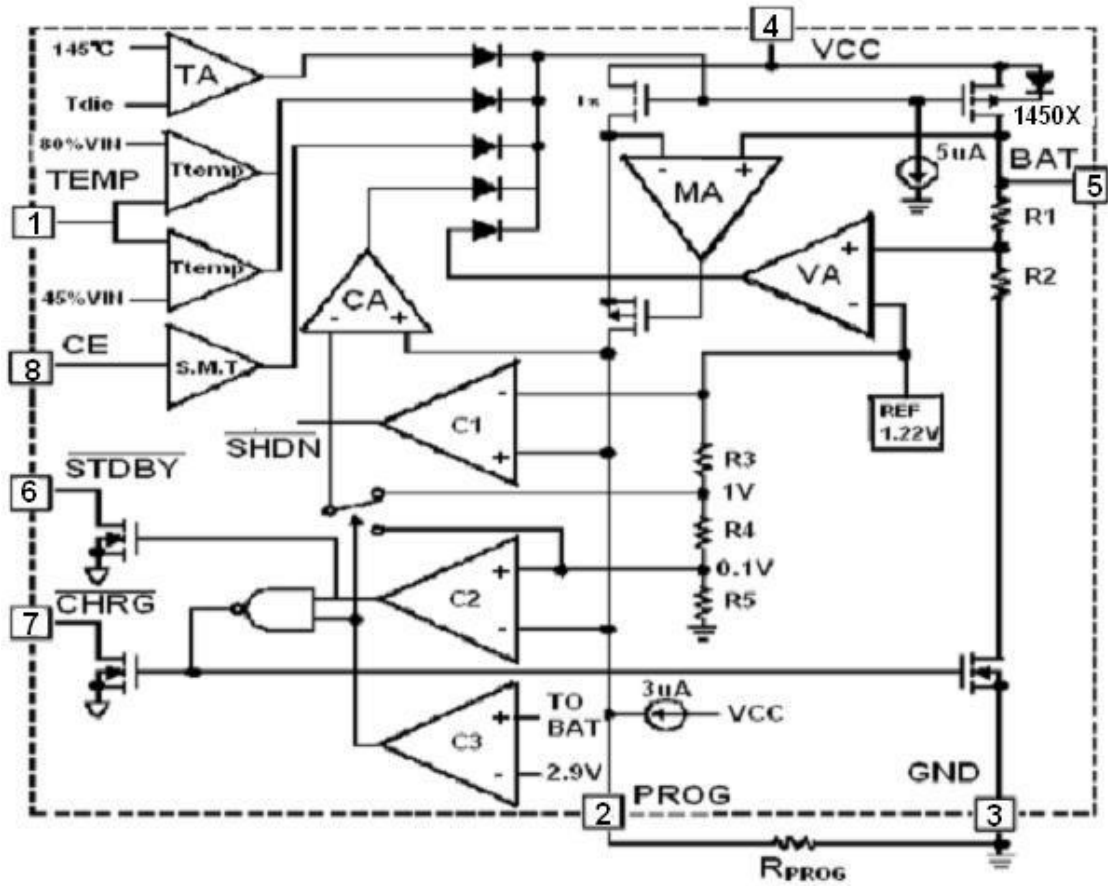 4
VCC
145°C
TA
Tdie
1x
1450X
5uA
BAT
5
80%VIN
Ttemp
TEMP
1
- +
MA
R1
Ttemp
45%VIN
+
VA
-
R2
CA
- +
CE
8
S.M.T
REF
1.22V
-
C1
+
SHDN
R3
STDBY
6
1V
R4
+
C2
-
0.1V
R5
CHRG
7
3uA
VCC
+
C3
-
TO
BAT
2.9V
GND
2
PROG
3
RPROG